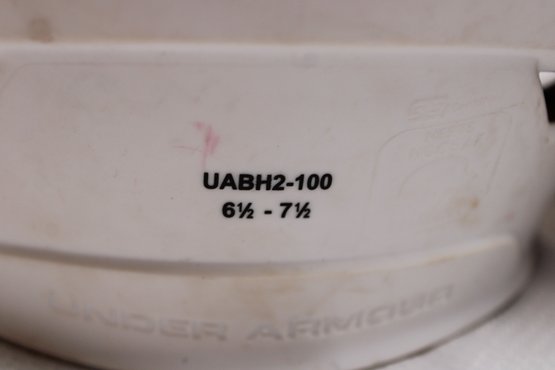 UABH2-100
6½ - 7½
UNDER ARMOUR